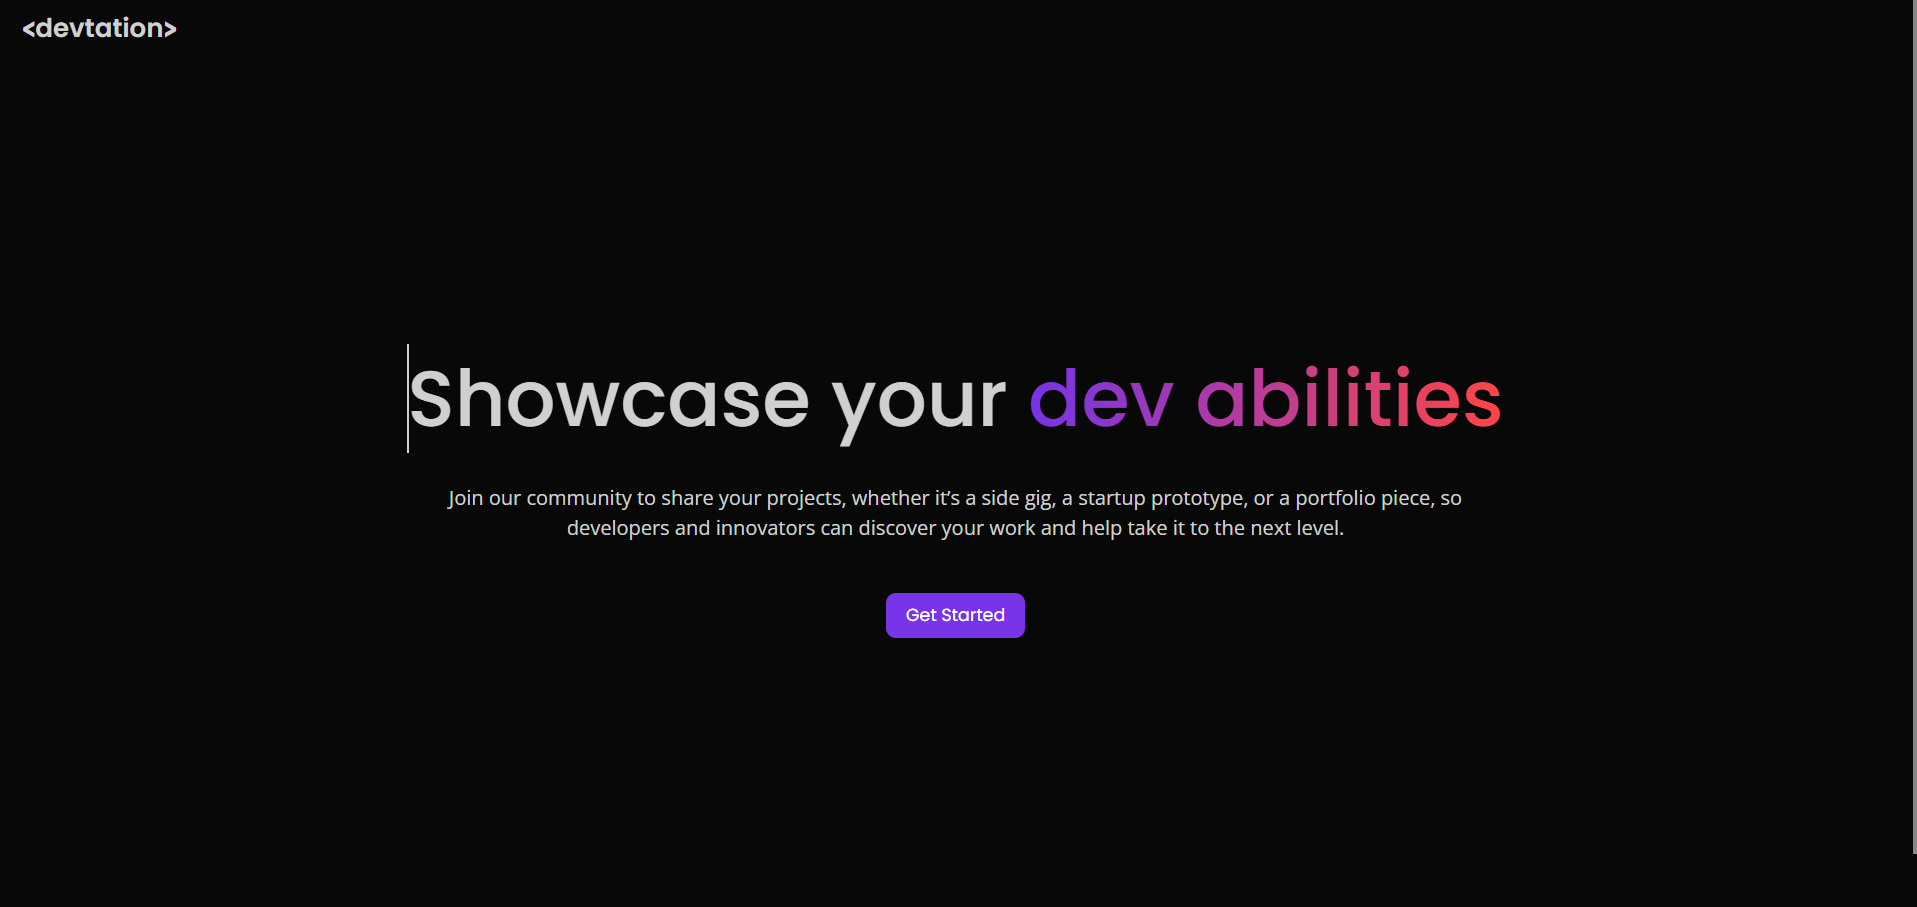 <devtation>
Showcase your dev abilities
Join our community to share your projects, whether it’s a side gig, a startup prototype, or a portfolio piece, so
developers and innovators can discover your work and help take it to the next level.
Get Started